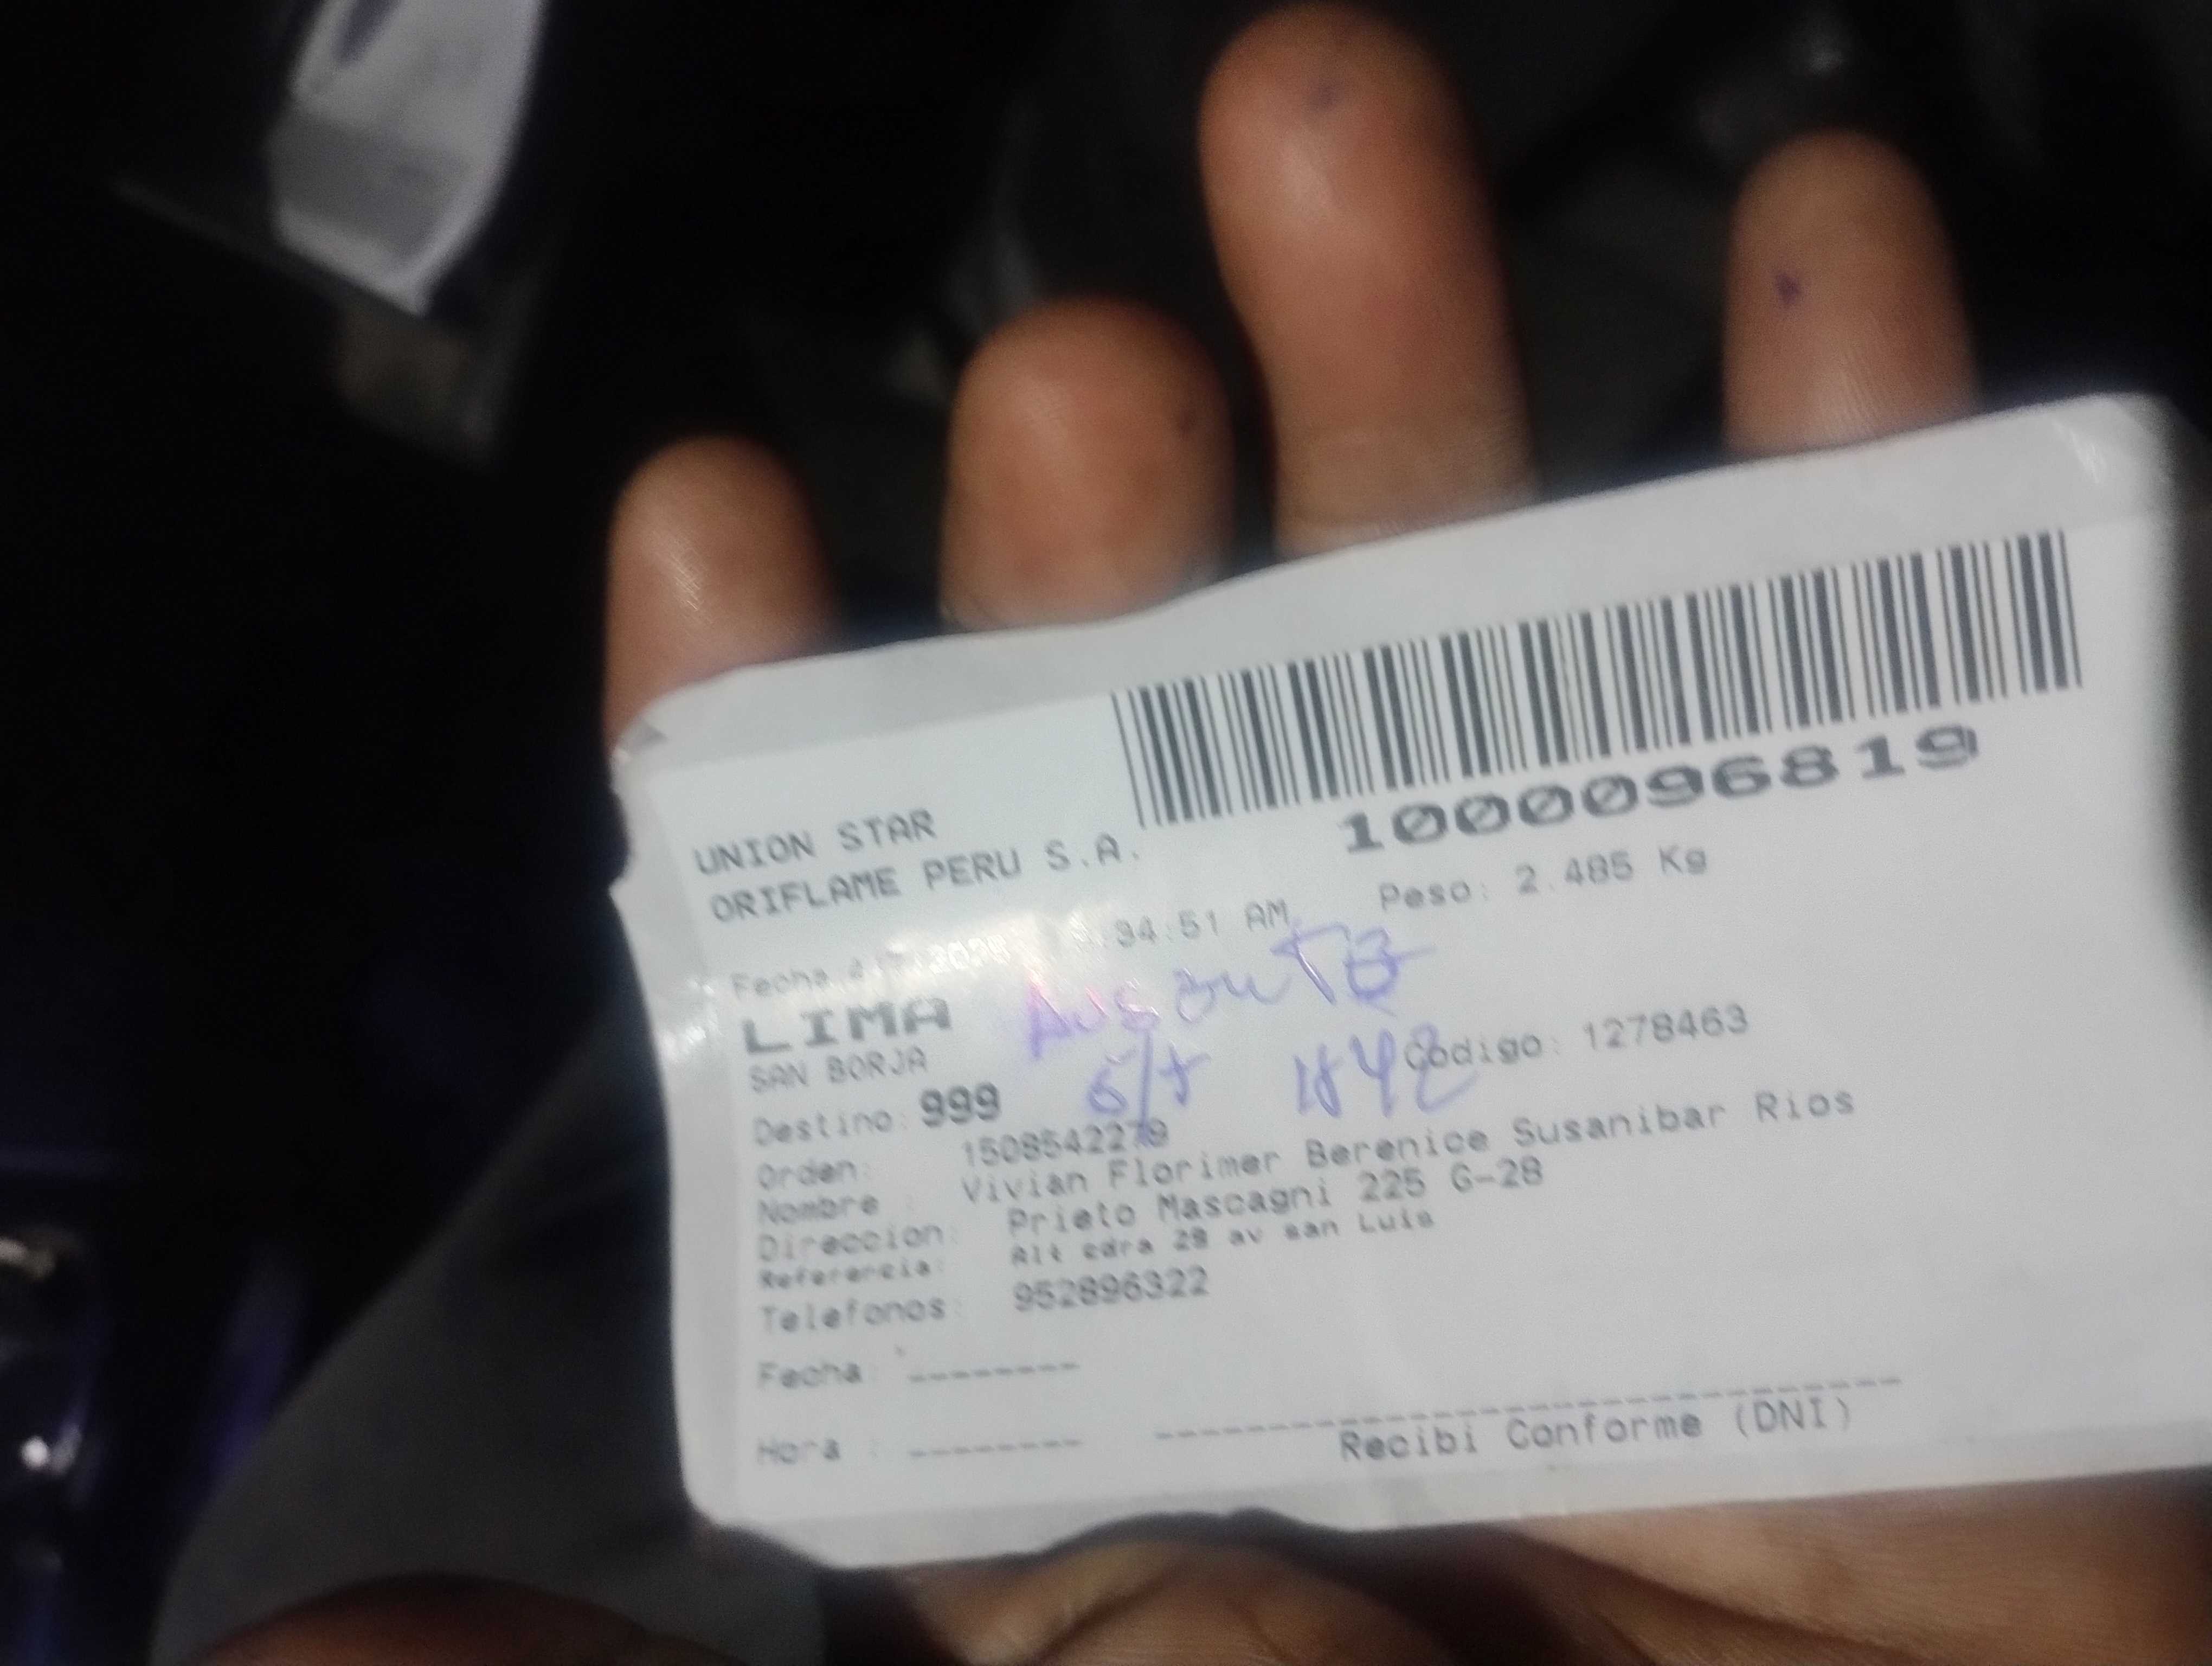 1000096819
UNION STAR
ORIFLAME PERU S.A.
Peso: 2.485 Kg
Fecha :34:51 AM
LIMA
AUSENTE
SAN BORJA
Codigo: 1278463
Destino: 999
Orden: 1508542279
Nombre : Vivian Florimer Berenice Susanibar Rios
Direccion: Prieto Mascagni 225 G-28
Referencia: Alt cdra 28 av san Luis
Telefonos: 952896322
Fecha: --------
Hora : --------
Recibi Conforme (DNI)